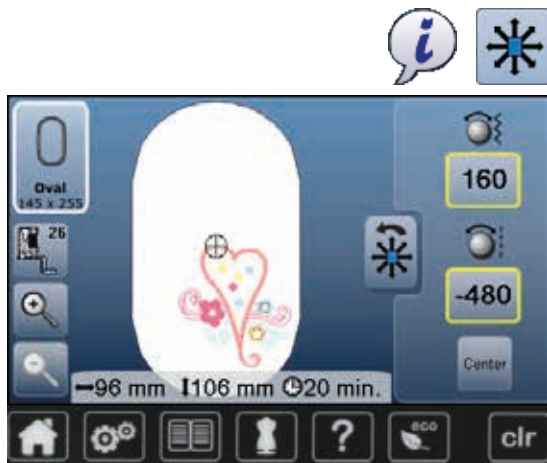 i
Oval
145 x 255
26
160
-480
Center
96 mm 106 mm 20 min.
?
eco
clr